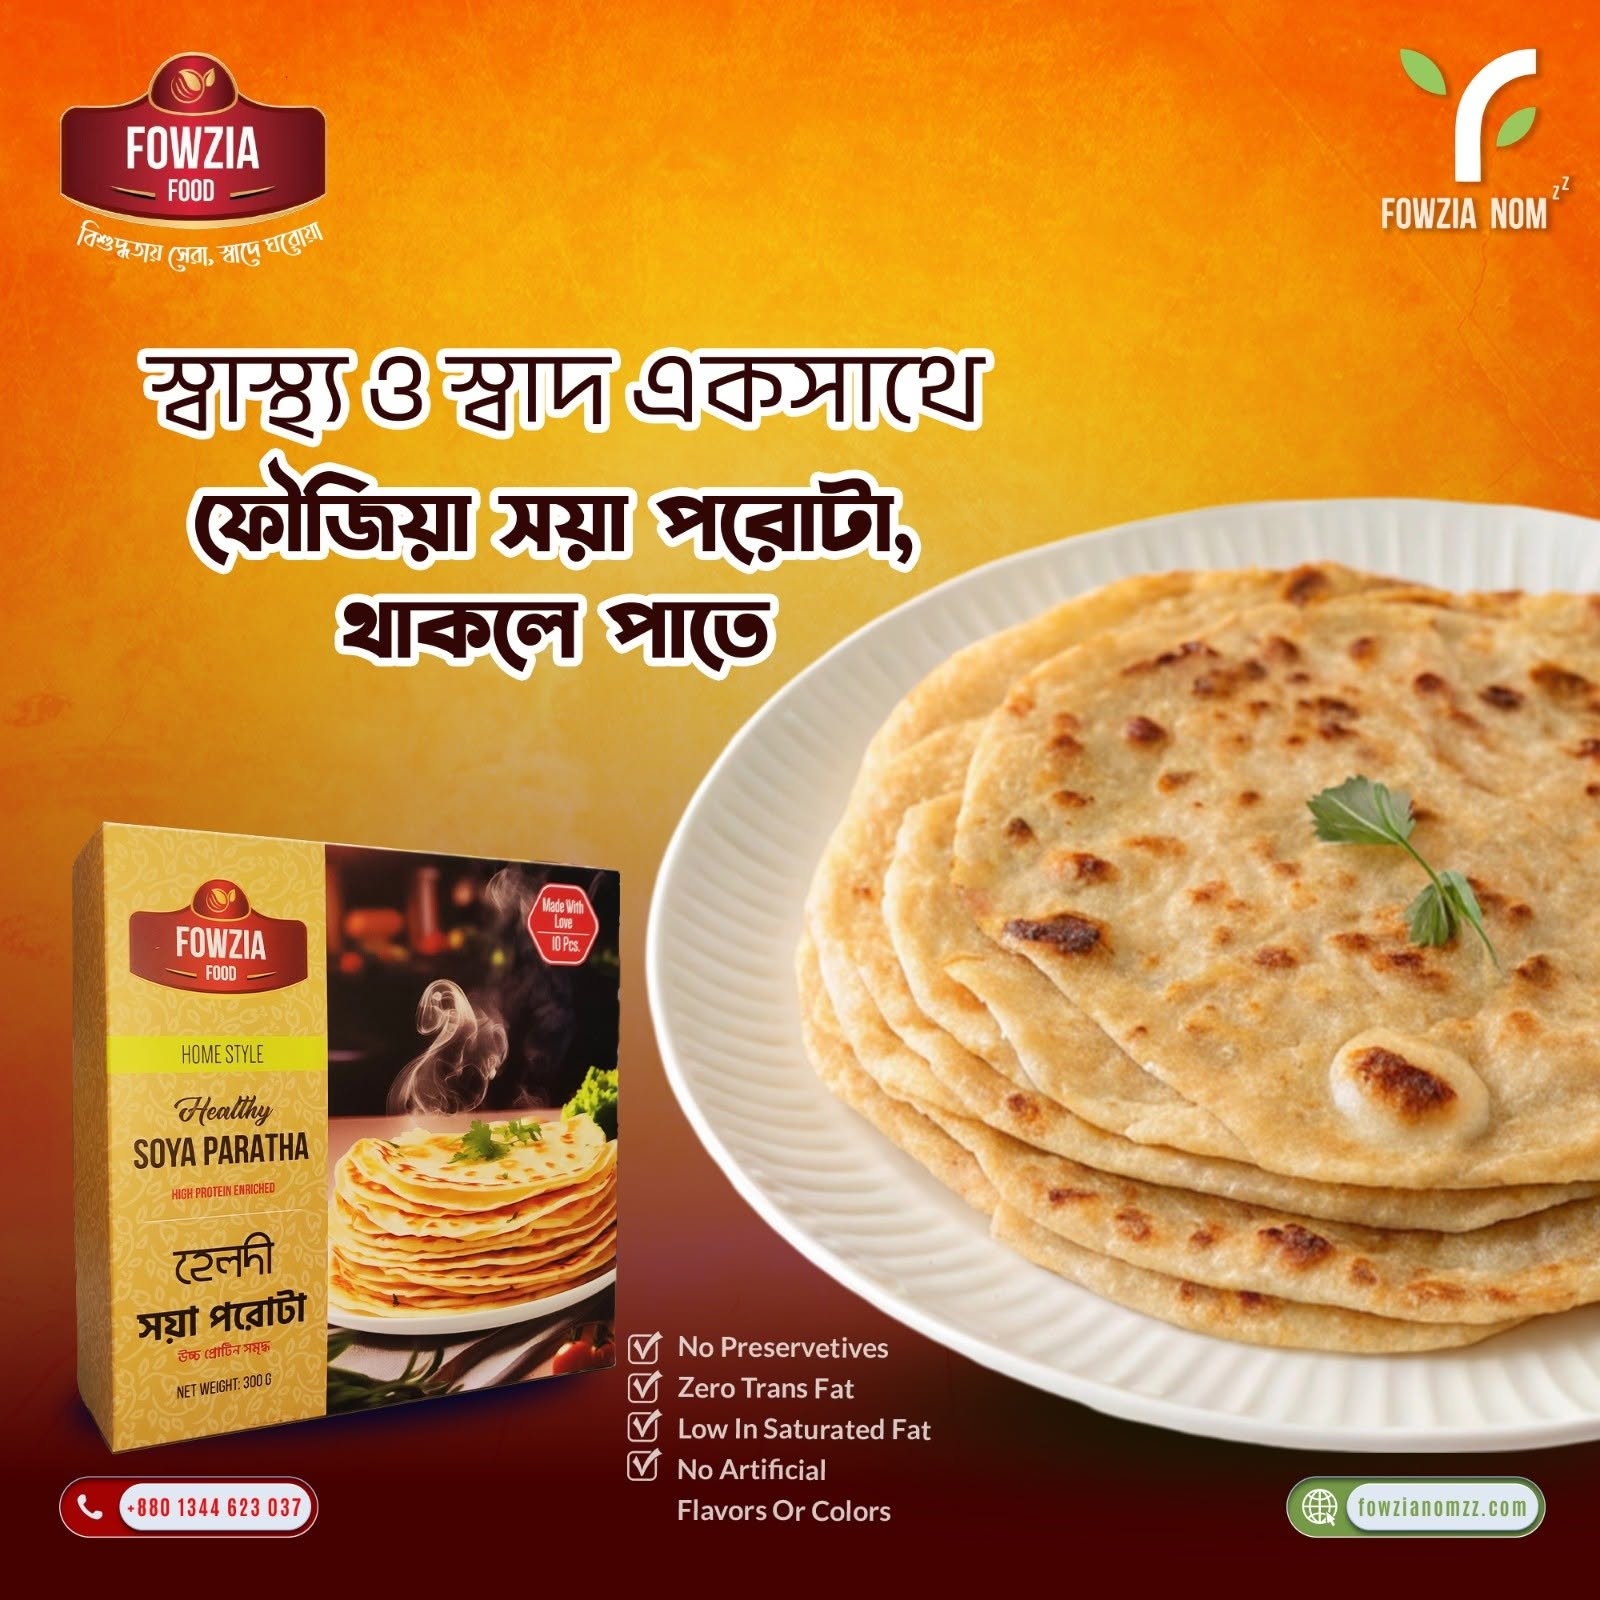 FOWZIA
FOOD
বিশুদ্ধতায় সেরা, স্বাদে ঘরোয়া
FOWZIA NOMzz
স্বাস্থ্য ও স্বাদ একসাথে
ফৌজিয়া সয়া পরোটা,
থাকলে পাতে
FOWZIA
FOOD
HOME STYLE
Healthy
SOYA PARATHA
HIGH PROTEIN ENRICHED
হেলদী
সয়া পরোটা
উচ্চ প্রোটিন সমৃদ্ধ
NET WEIGHT: 300 G
Made With
Love
10 Pcs.
No Preservetives
Zero Trans Fat
Low In Saturated Fat
No Artificial
Flavors Or Colors
+880 1344 623 037
fowzianomzz.com